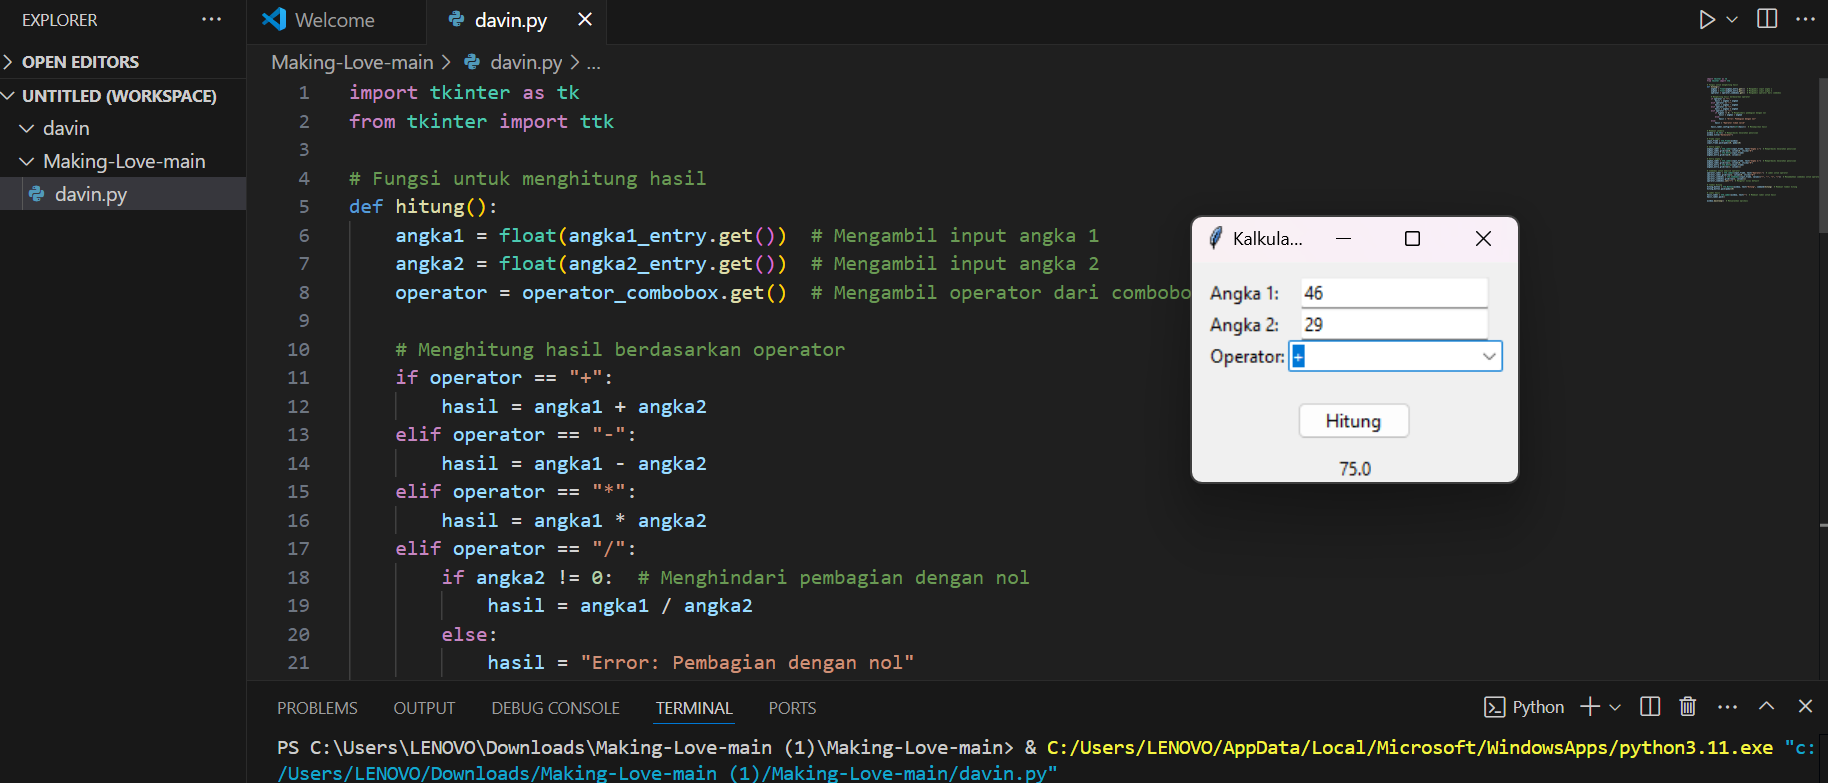 EXPLORER
OPEN EDITORS
UNTITLED (WORKSPACE)
davin
Making-Love-main
davin.py
Welcome
davin.py
Making-Love-main > davin.py > ...
1 import tkinter as tk
2 from tkinter import ttk
3
4 # Fungsi untuk menghitung hasil
5 def hitung():
6 angka1 = float(angka1_entry.get()) # Mengambil input angka 1
7 angka2 = float(angka2_entry.get()) # Mengambil input angka 2
8 operator = operator_combobox.get() # Mengambil operator dari combobo
9
10 # Menghitung hasil berdasarkan operator
11 if operator == "+":
12 hasil = angka1 + angka2
13 elif operator == "-":
14 hasil = angka1 - angka2
15 elif operator == "*":
16 hasil = angka1 * angka2
17 elif operator == "/":
18 if angka2 != 0: # Menghindari pembagian dengan nol
19 hasil = angka1 / angka2
20 else:
21 hasil = "Error: Pembagian dengan nol"
Kalkula...
Angka 1: 46
Angka 2: 29
Operator: +
Hitung
75.0
PROBLEMS OUTPUT DEBUG CONSOLE TERMINAL PORTS
Python
PS C:\Users\LENOVO\Downloads\Making-Love-main (1)\Making-Love-main> & C:/Users/LENOVO/AppData/Local/Microsoft/WindowsApps/python3.11.exe "c:
/Users/LENOVO/Downloads/Making-Love-main (1)/Making-Love-main/davin.py"